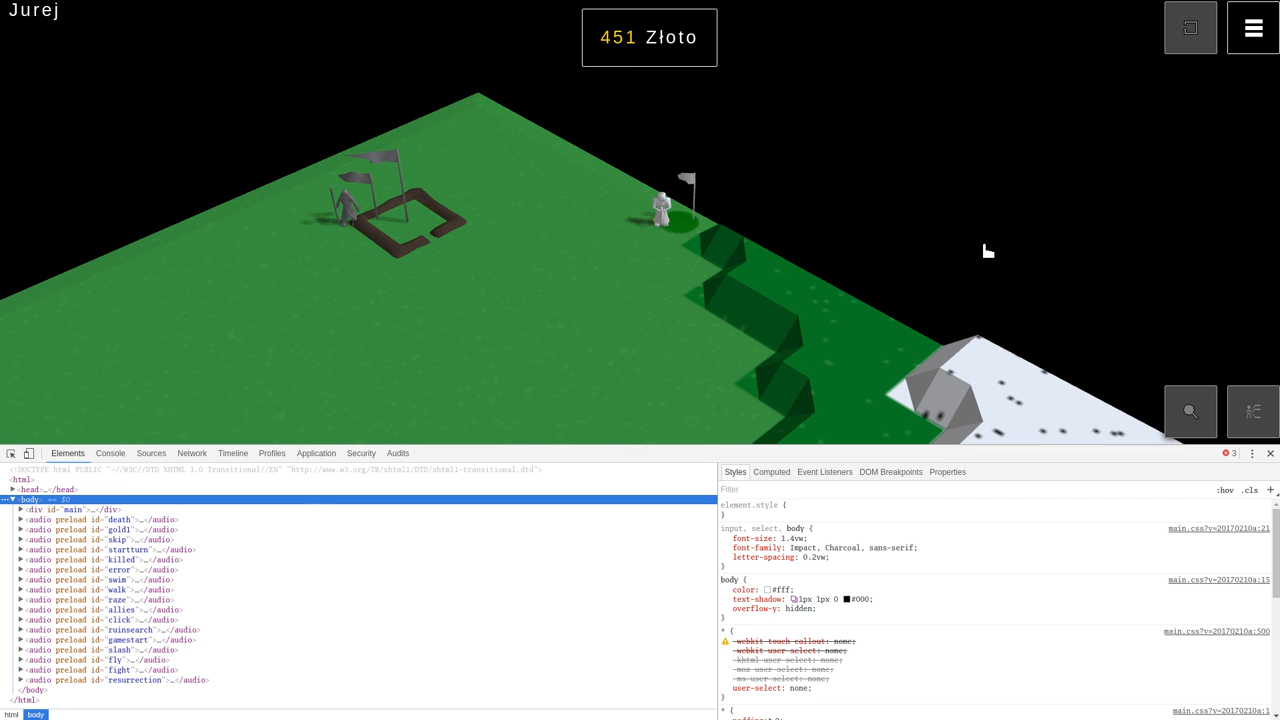 Jurej
451 Złoto
Elements Console Sources Network Timeline Profiles Application Security Audits
3
<!DOCTYPE html PUBLIC "-//W3C//DTD XHTML 1.0 Transitional//EN" "http://www.w3.org/TR/xhtml1/DTD/xhtml1-transitional.dtd">
<html>
<head>…</head>
<body> == $0
<div id="main">…</div>
<audio preload id="death">…</audio>
<audio preload id="gold1">…</audio>
<audio preload id="skip">…</audio>
<audio preload id="startturn">…</audio>
<audio preload id="killed">…</audio>
<audio preload id="error">…</audio>
<audio preload id="swim">…</audio>
<audio preload id="walk">…</audio>
<audio preload id="raze">…</audio>
<audio preload id="allies">…</audio>
<audio preload id="click">…</audio>
<audio preload id="ruinsearch">…</audio>
<audio preload id="gamestart">…</audio>
<audio preload id="slash">…</audio>
<audio preload id="fly">…</audio>
<audio preload id="fight">…</audio>
<audio preload id="resurrection">…</audio>
</body>
</html>
html body
Styles Computed Event Listeners DOM Breakpoints Properties
Filter :hov .cls +
element.style {
}
input, select, body { main.css?v=20170210a:21
font-size: 1.4vw;
font-family: Impact, Charcoal, sans-serif;
letter-spacing: 0.2vw;
}
body { main.css?v=20170210a:15
color: #fff;
text-shadow: 1px 1px 0 #000;
overflow-y: hidden;
}
* { main.css?v=20170210a:500
-webkit-touch-callout: none;
-webkit-user-select: none;
-khtml-user-select: none;
-moz-user-select: none;
-ms-user-select: none;
user-select: none;
}
* { main.css?v=20170210a:1